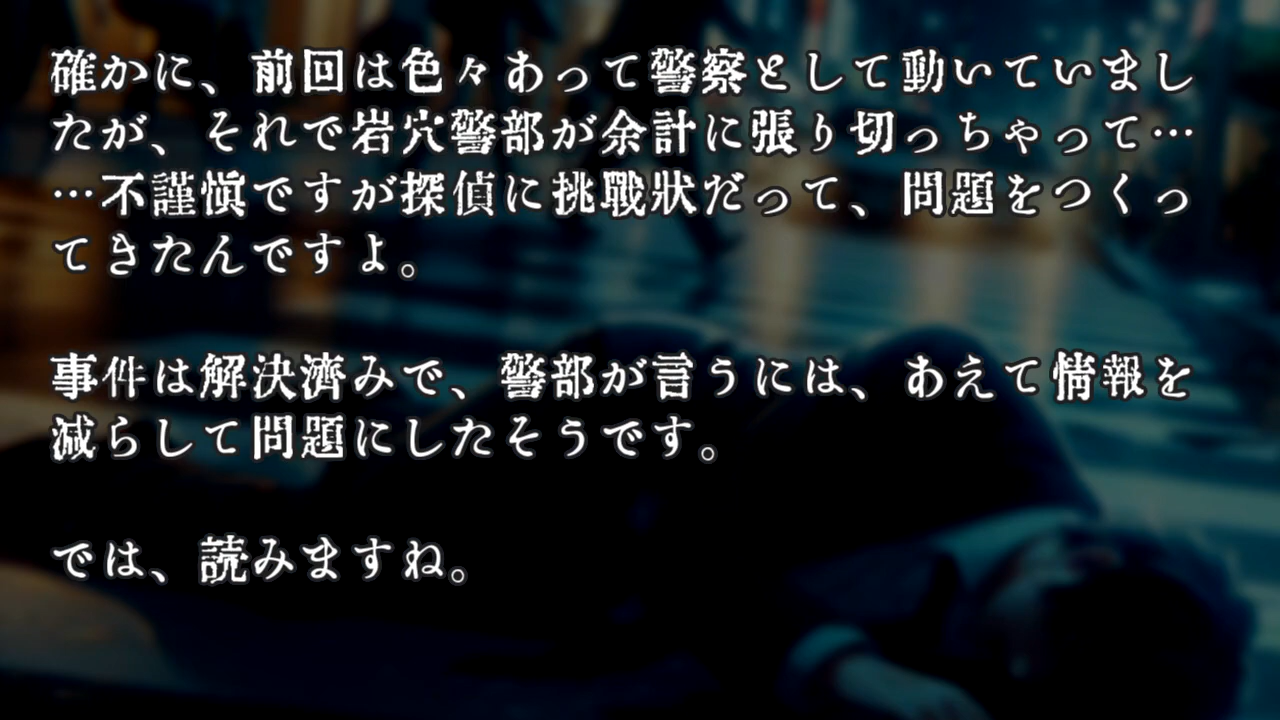 確かに、前回は色々あって警察として動いていまし
たが、それで岩穴警部が余計に張り切っちゃって…
…不謹慎ですが探偵に挑戦状だって、問題をつくっ
てきたんですよ。
事件は解決済みで、警部が言うには、あえて情報を
減らして問題にしたそうです。
では、読みますね。